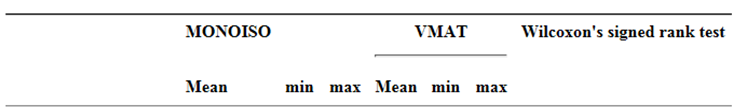 MONOISO VMAT Wilcoxon's signed rank test
Mean min max Mean min max